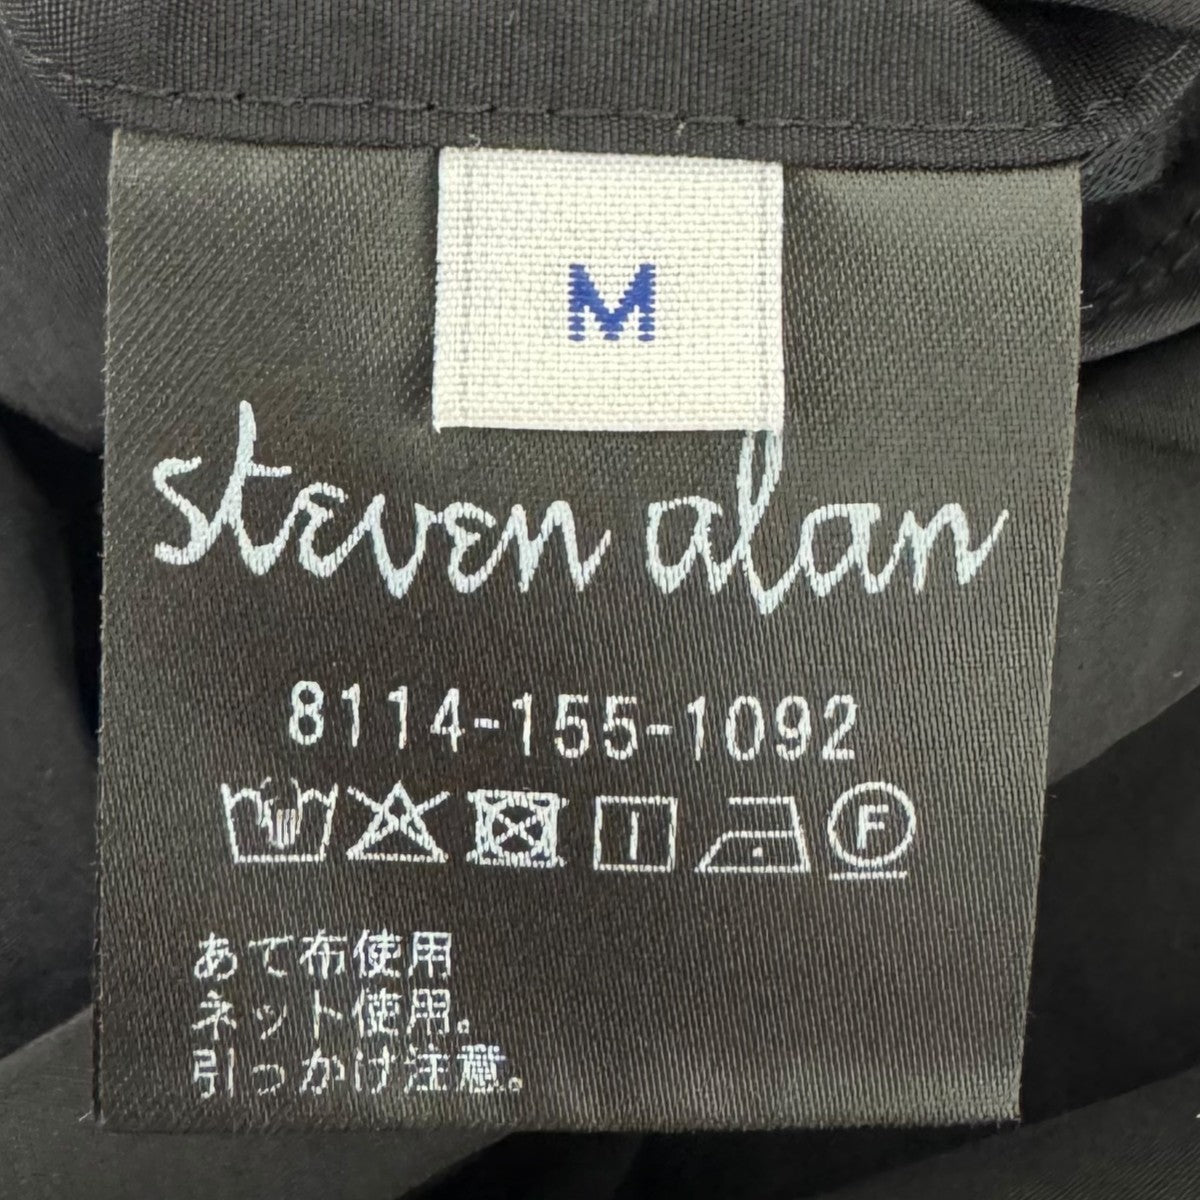 M
steven alan
8114-155-1092
F
あて布使用
ネット使用。
引っかけ注意。